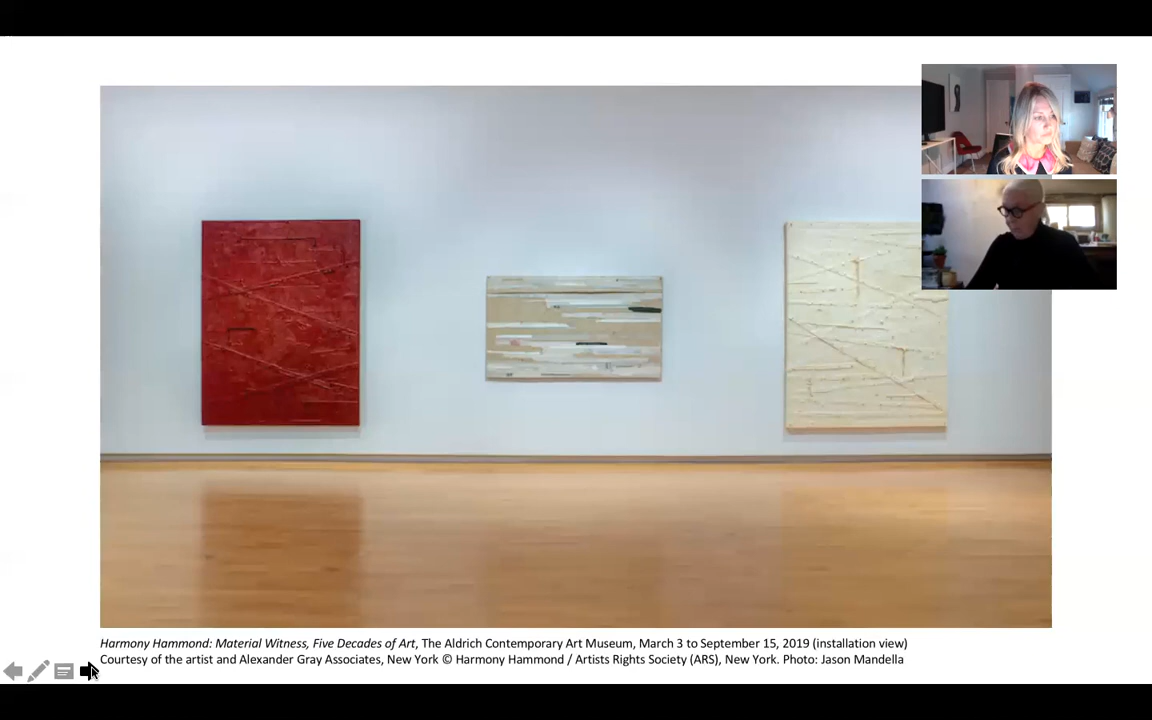 Harmony Hammond: Material Witness, Five Decades of Art, The Aldrich Contemporary Art Museum, March 3 to September 15, 2019 (installation view)
Courtesy of the artist and Alexander Gray Associates, New York © Harmony Hammond / Artists Rights Society (ARS), New York. Photo: Jason Mandella